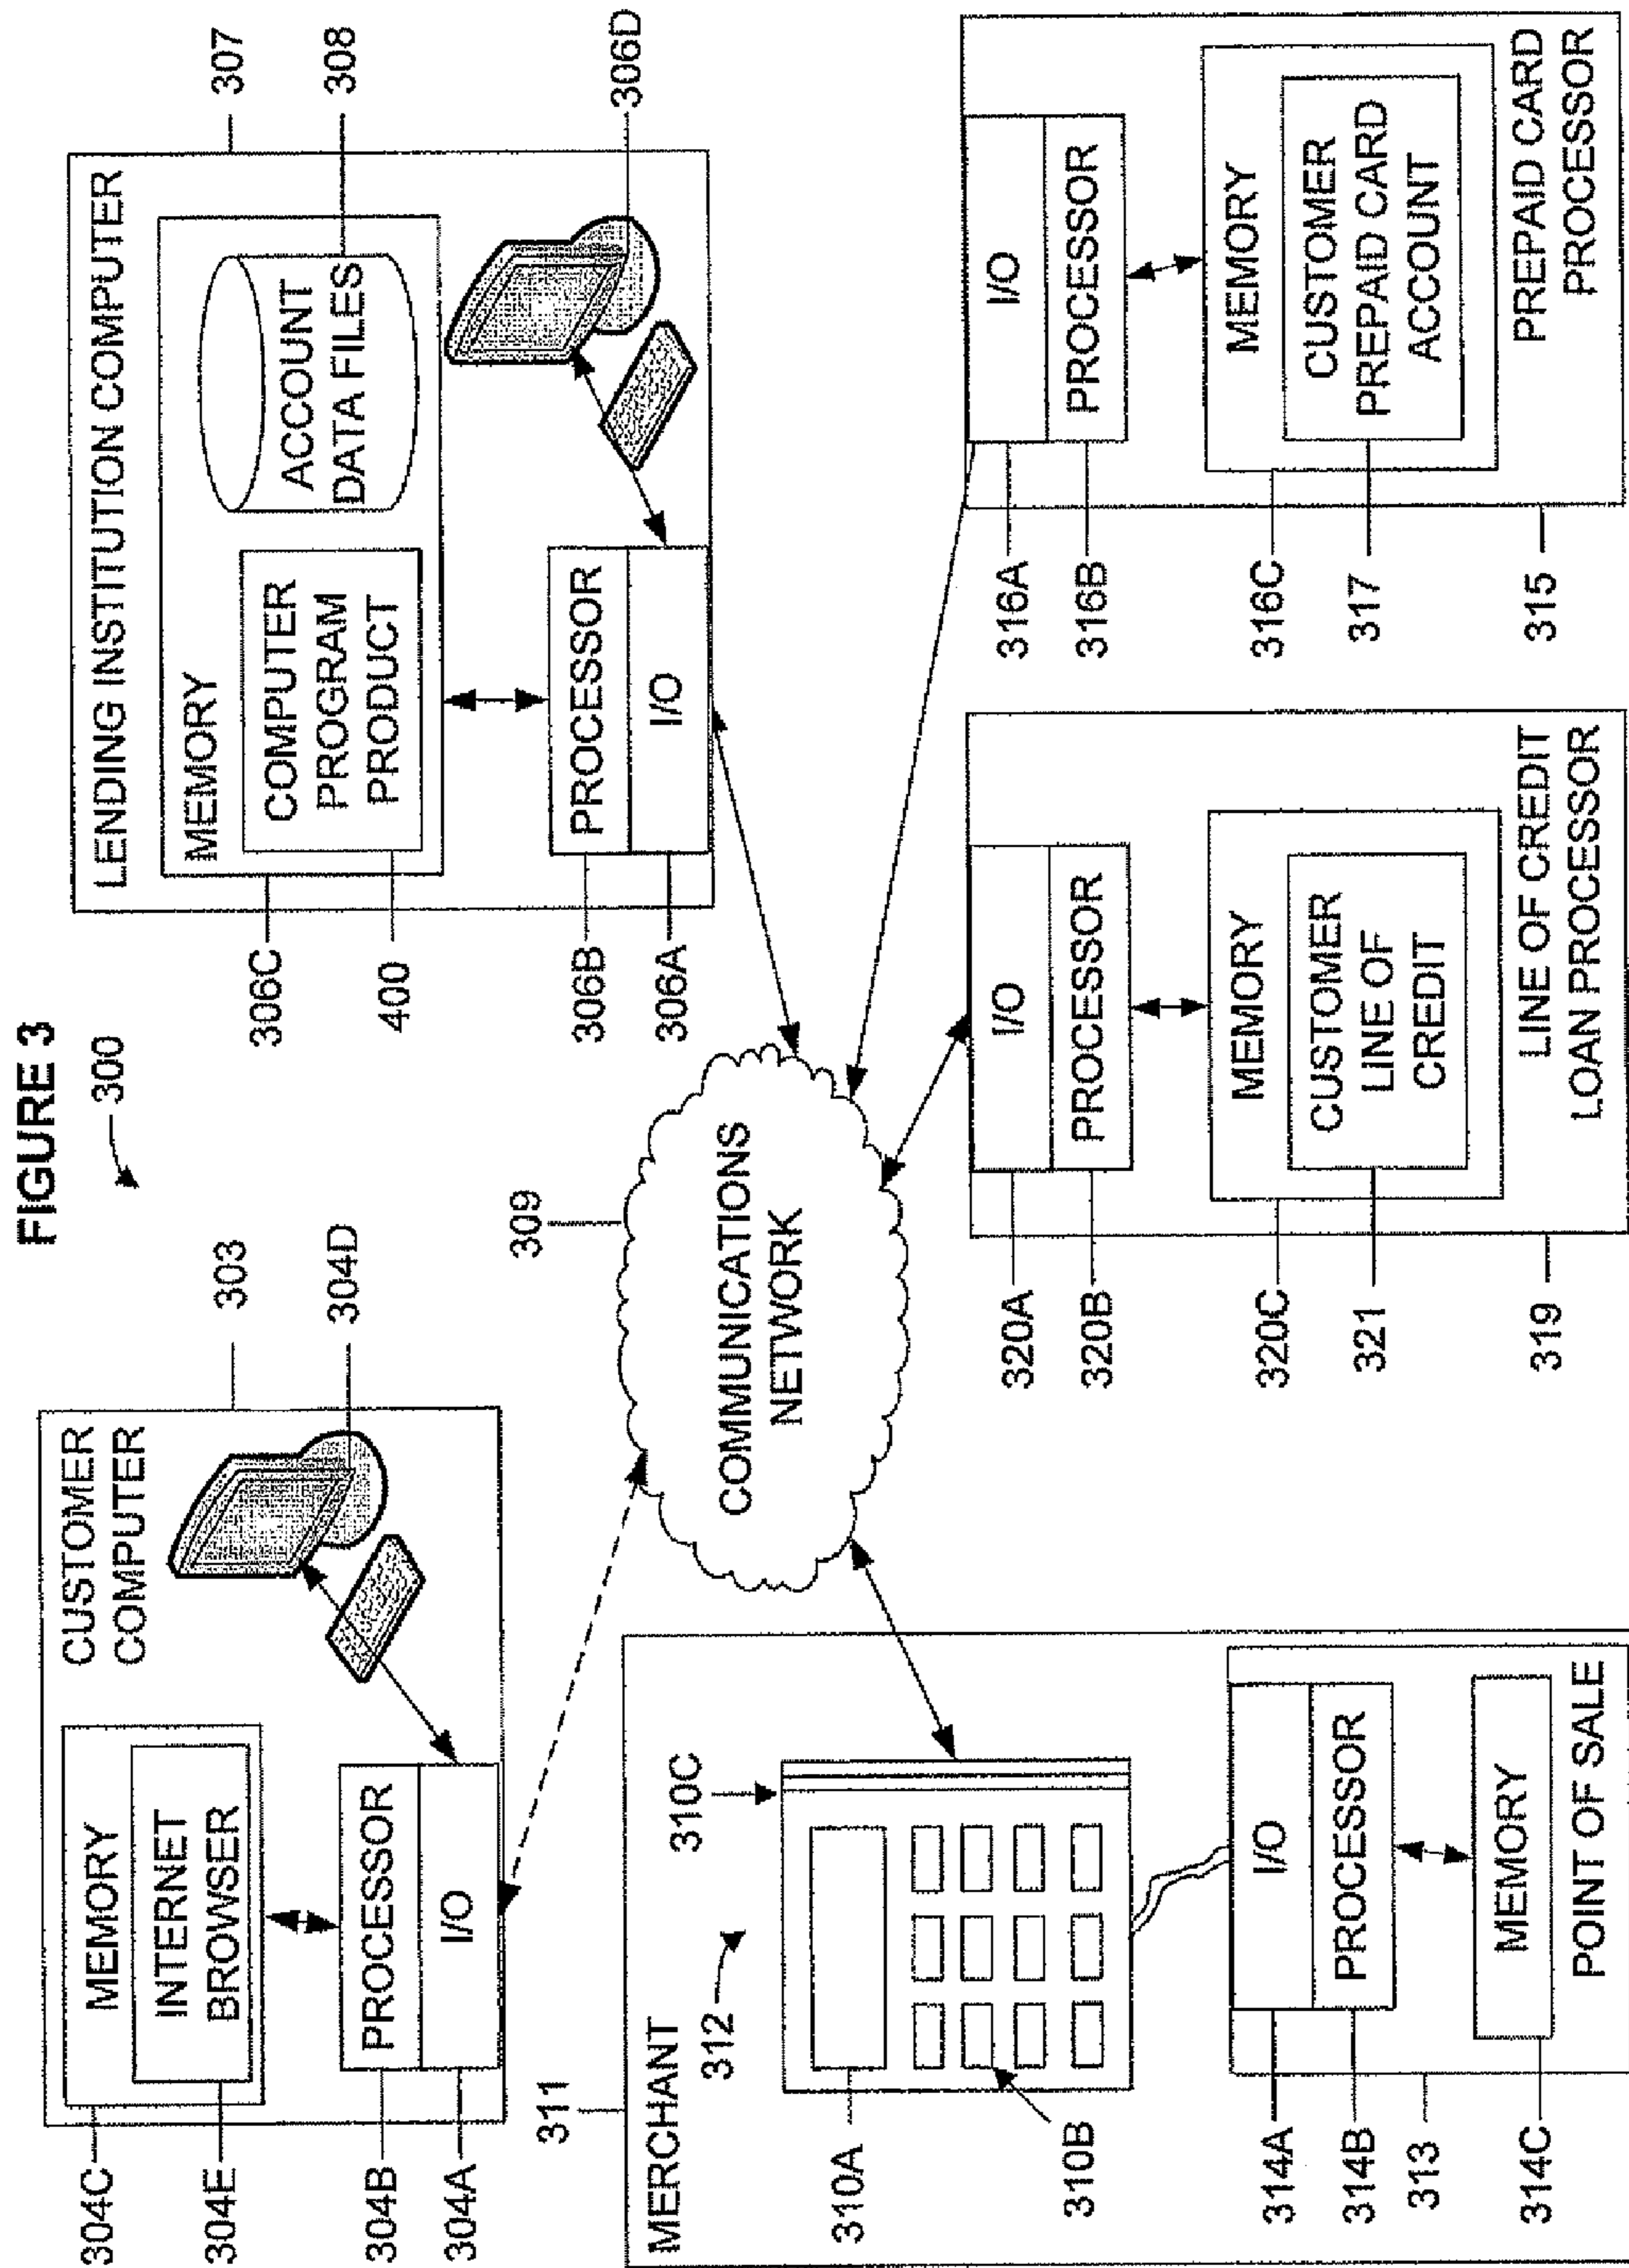 FIGURE 3
300
CUSTOMER
COMPUTER
MEMORY
INTERNET
BROWSER
PROCESSOR
I/O
304C
304E
304B
304A
303
304D
LENDING INSTITUTION COMPUTER
MEMORY
COMPUTER
PROGRAM
PRODUCT
ACCOUNT
DATA FILES
PROCESSOR
I/O
306C
400
306B
306A
307
308
306D
309
COMMUNICATIONS
NETWORK
311
MERCHANT
312
310C
310A
310B
I/O
PROCESSOR
MEMORY
POINT OF SALE
314A
314B
313
314C
I/O
PROCESSOR
MEMORY
CUSTOMER
LINE OF
CREDIT
LINE OF CREDIT
LOAN PROCESSOR
320A
320B
320C
321
319
I/O
PROCESSOR
MEMORY
CUSTOMER
PREPAID CARD
ACCOUNT
PREPAID CARD
PROCESSOR
316A
316B
316C
317
315